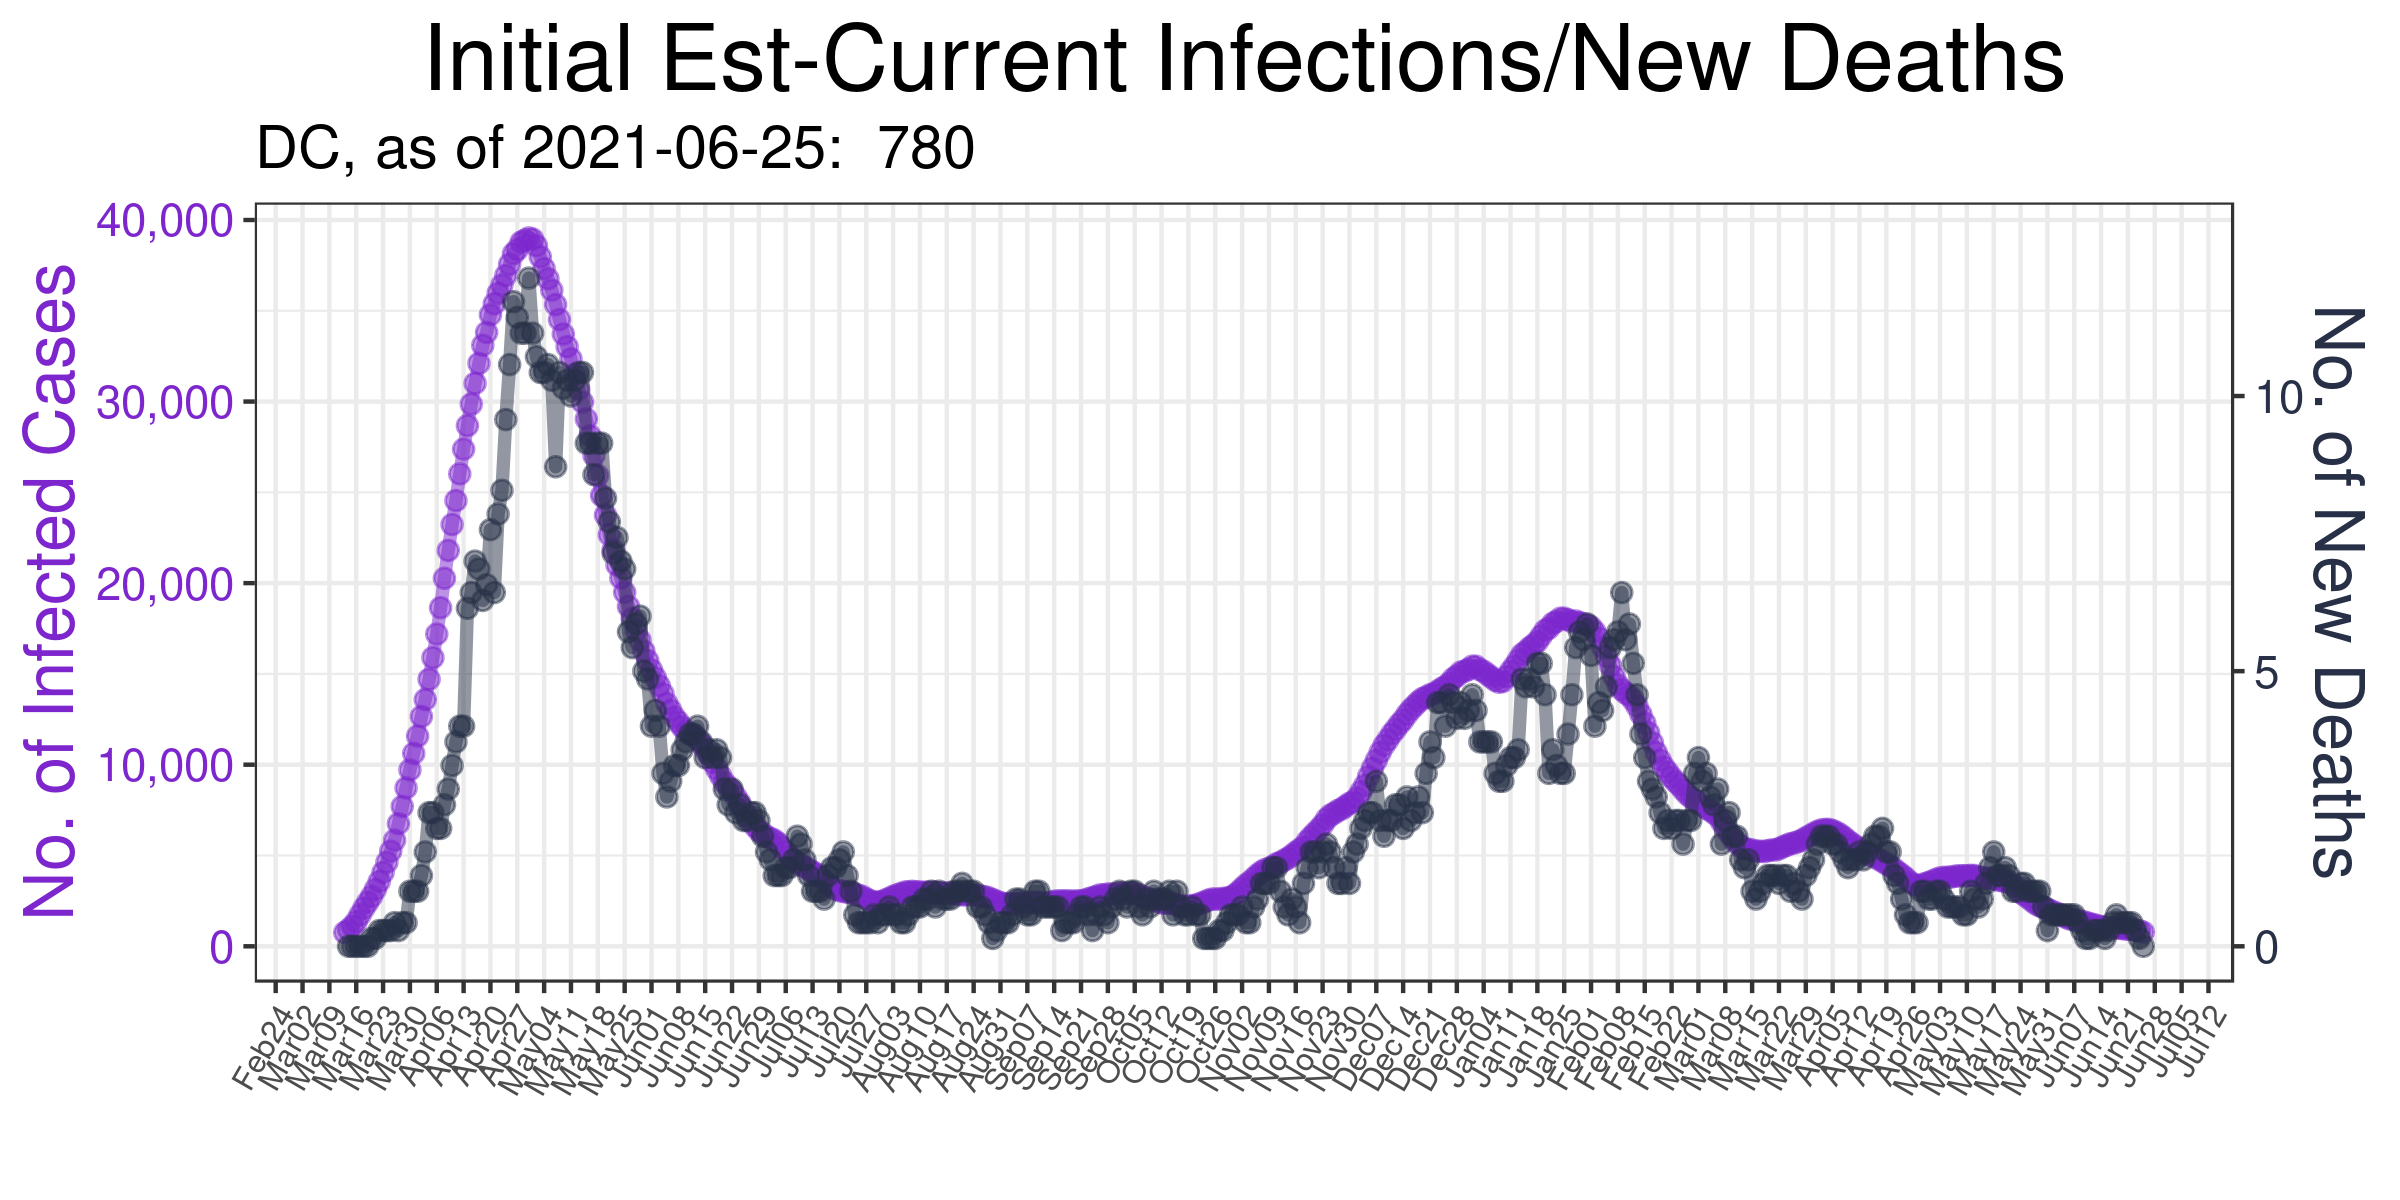 Initial Est-Current Infections/New Deaths
DC, as of 2021-06-25: 780
No. of Infected Cases
40,000
30,000
20,000
10,000
0
10
5
0
No. of New Deaths
Feb24
Mar02
Mar09
Mar16
Mar23
Mar30
Apr06
Apr13
Apr20
Apr27
May04
May11
May18
May25
Jun01
Jun08
Jun15
Jun22
Jun29
Jul06
Jul13
Jul20
Jul27
Aug03
Aug10
Aug17
Aug24
Aug31
Sep07
Sep14
Sep21
Sep28
Oct05
Oct12
Oct19
Oct26
Nov02
Nov09
Nov16
Nov23
Nov30
Dec07
Dec14
Dec21
Dec28
Jan04
Jan11
Jan18
Jan25
Feb01
Feb08
Feb15
Feb22
Mar01
Mar08
Mar15
Mar22
Mar29
Apr05
Apr12
Apr19
Apr26
May03
May10
May17
May24
May31
Jun07
Jun14
Jun21
Jun28
Jul05
Jul12